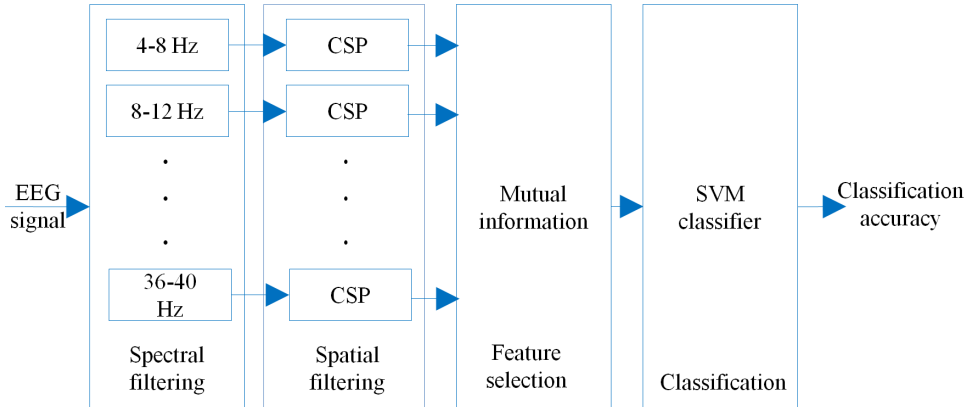 4-8 Hz
CSP
8-12 Hz
CSP
EEG
signal
Mutual
information
SVM
classifier
Classification
accuracy
36-40
Hz
CSP
Spectral
filtering
Spatial
filtering
Feature
selection
Classification